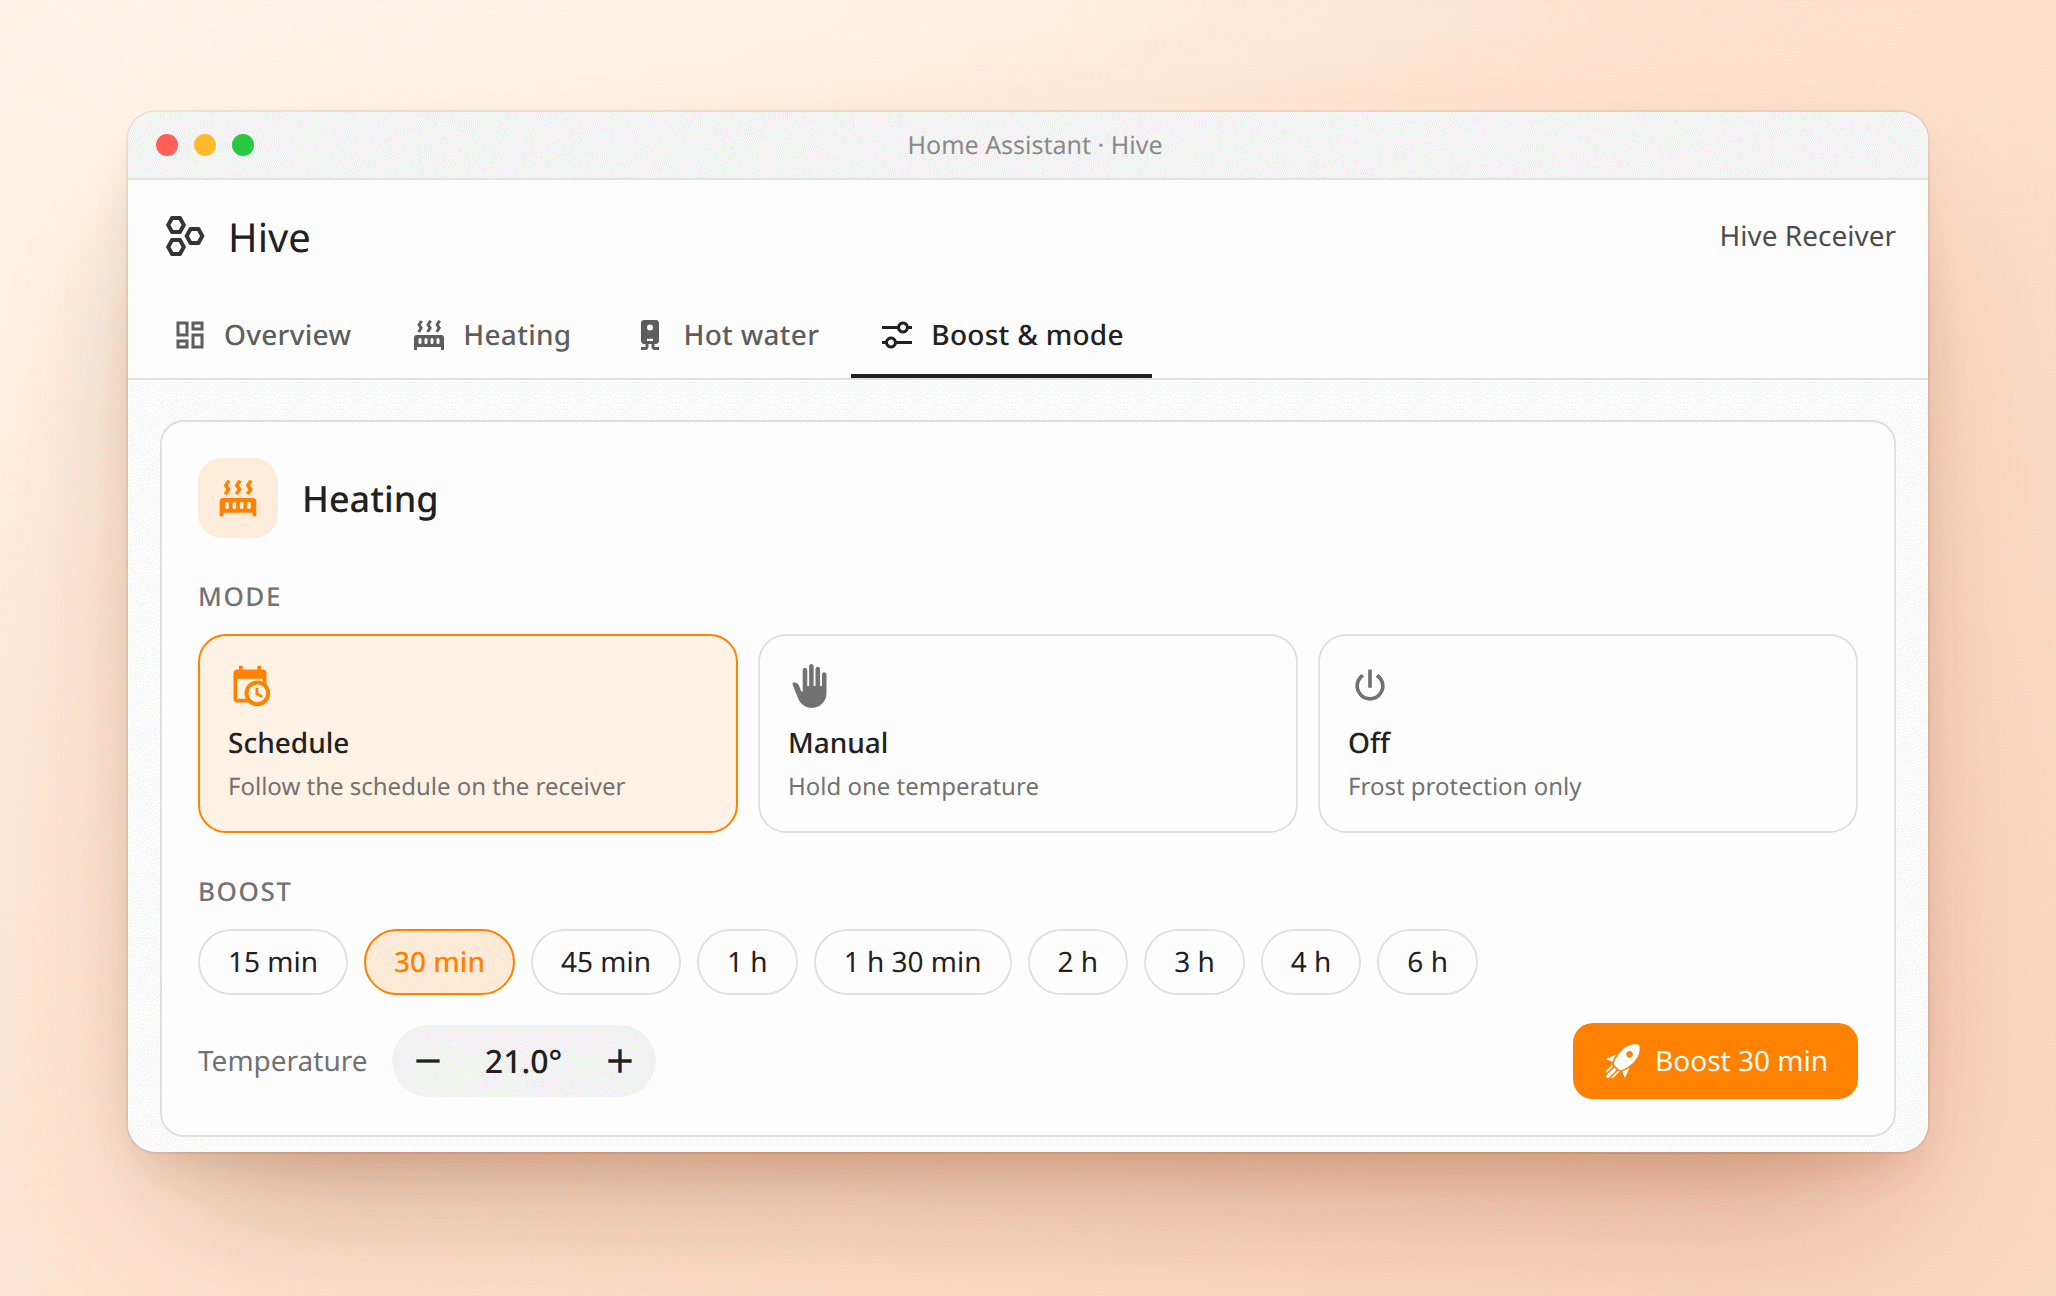 Home Assistant · Hive
Hive
Hive Receiver
Overview
Heating
Hot water
Boost & mode
Heating
MODE
Schedule
Follow the schedule on the receiver
Manual
Hold one temperature
Off
Frost protection only
BOOST
15 min
30 min
45 min
1 h
1 h 30 min
2 h
3 h
4 h
6 h
Temperature
− 21.0° +
Boost 30 min